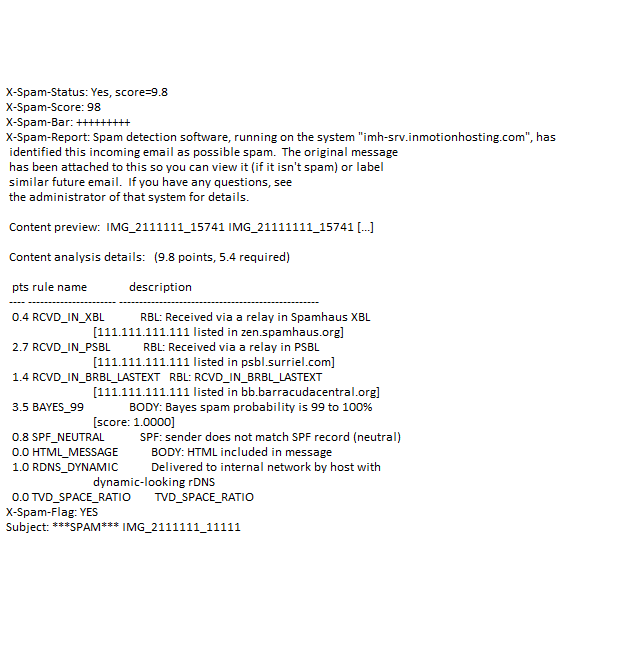 X-Spam-Status: Yes, score=9.8
X-Spam-Score: 98
X-Spam-Bar: +++++++++
X-Spam-Report: Spam detection software, running on the system "imh-srv.inmotionhosting.com", has
identified this incoming email as possible spam.  The original message
has been attached to this so you can view it (if it isn't spam) or label
similar future email.  If you have any questions, see
the administrator of that system for details.
Content preview:  IMG_2111111_15741 IMG_21111111_15741 [...]
Content analysis details:   (9.8 points, 5.4 required)
pts rule name              description
---- ---------------------- --------------------------------------------------
0.4 RCVD_IN_XBL            RBL: Received via a relay in Spamhaus XBL
[111.111.111.111 listed in zen.spamhaus.org]
2.7 RCVD_IN_PSBL           RBL: Received via a relay in PSBL
[111.111.111.111 listed in psbl.surriel.com]
1.4 RCVD_IN_BRBL_LASTEXT   RBL: RCVD_IN_BRBL_LASTEXT
[111.111.111.111 listed in bb.barracudacentral.org]
3.5 BAYES_99               BODY: Bayes spam probability is 99 to 100%
[score: 1.0000]
0.8 SPF_NEUTRAL            SPF: sender does not match SPF record (neutral)
0.0 HTML_MESSAGE           BODY: HTML included in message
1.0 RDNS_DYNAMIC           Delivered to internal network by host with
dynamic-looking rDNS
0.0 TVD_SPACE_RATIO        TVD_SPACE_RATIO
X-Spam-Flag: YES
Subject: ***SPAM*** IMG_2111111_11111